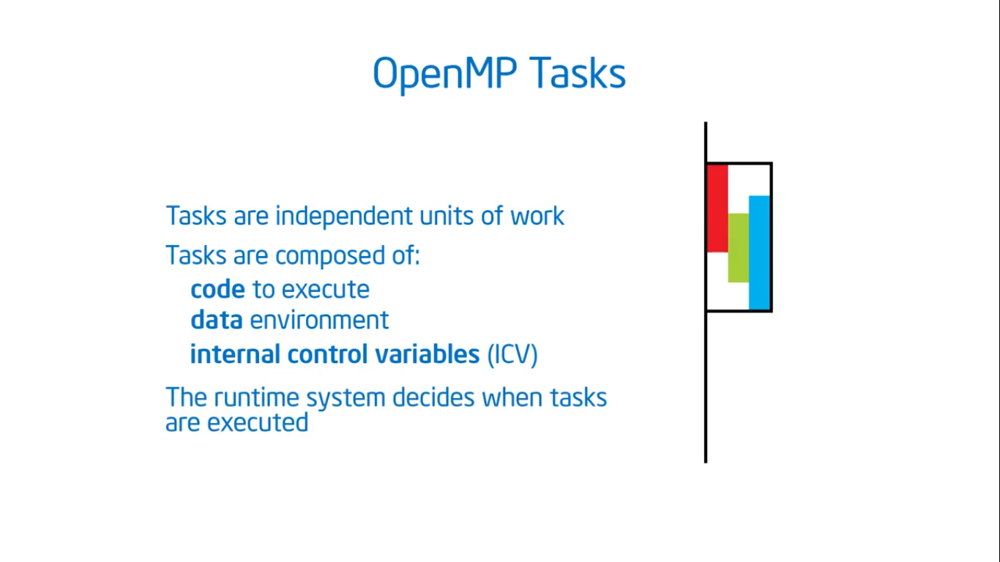 OpenMP Tasks
Tasks are independent units of work
Tasks are composed of:
code to execute
data environment
internal control variables (ICV)
The runtime system decides when tasks
are executed